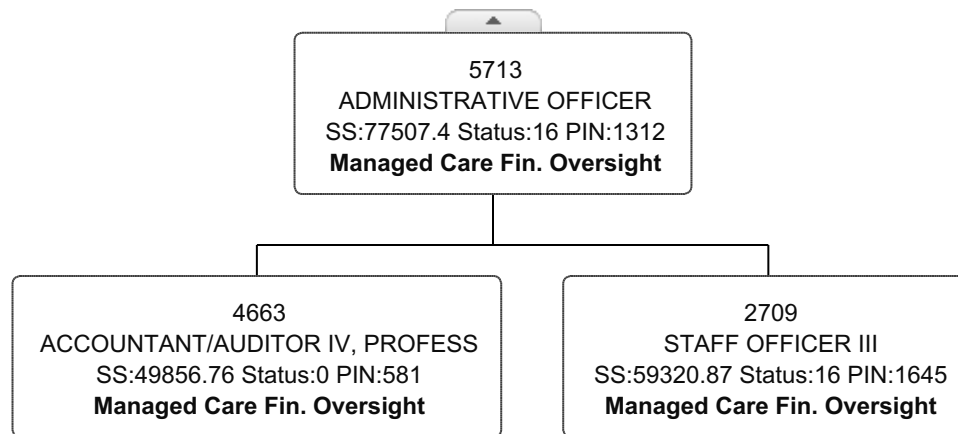 5713
ADMINISTRATIVE OFFICER
SS:77507.4 Status:16 PIN:1312
Managed Care Fin. Oversight
4663
ACCOUNTANT/AUDITOR IV, PROFESS
SS:49856.76 Status:0 PIN:581
Managed Care Fin. Oversight
2709
STAFF OFFICER III
SS:59320.87 Status:16 PIN:1645
Managed Care Fin. Oversight